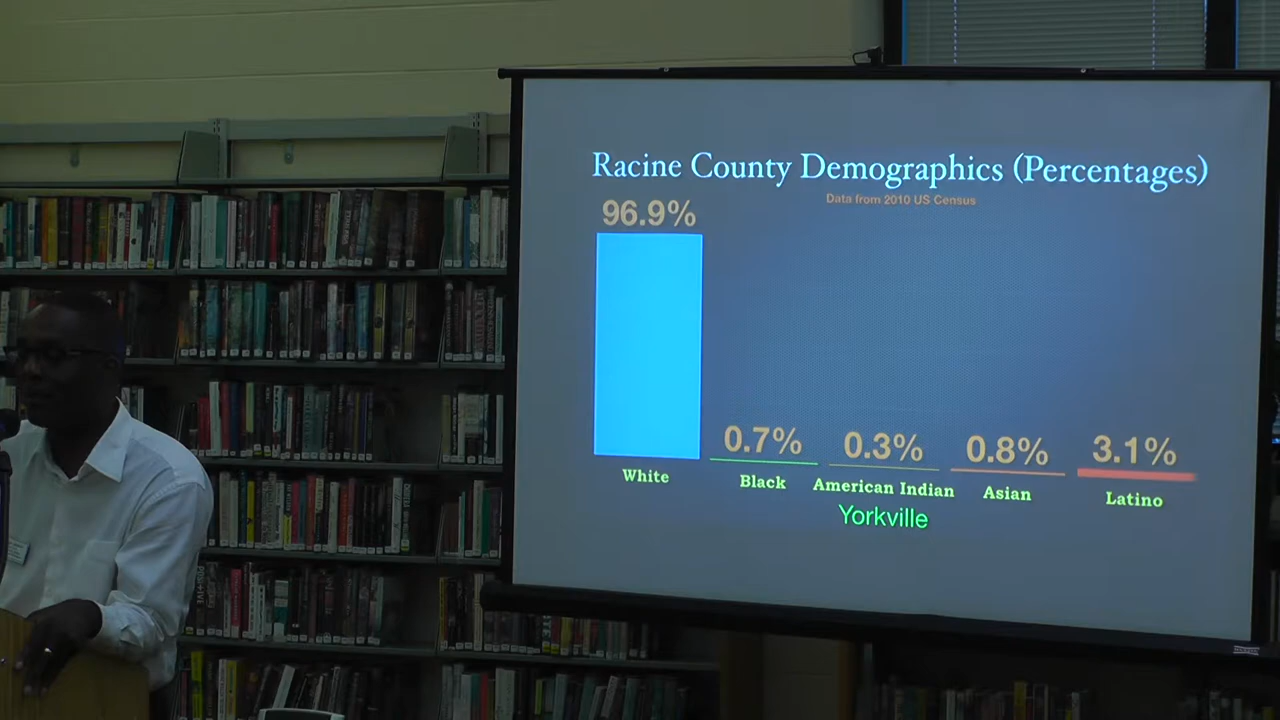 Racine County Demographics (Percentages)
Data from 2010 US Census
96.9%
0.7%
0.3%
0.8%
3.1%
White
Black
American Indian
Asian
Latino
Yorkville